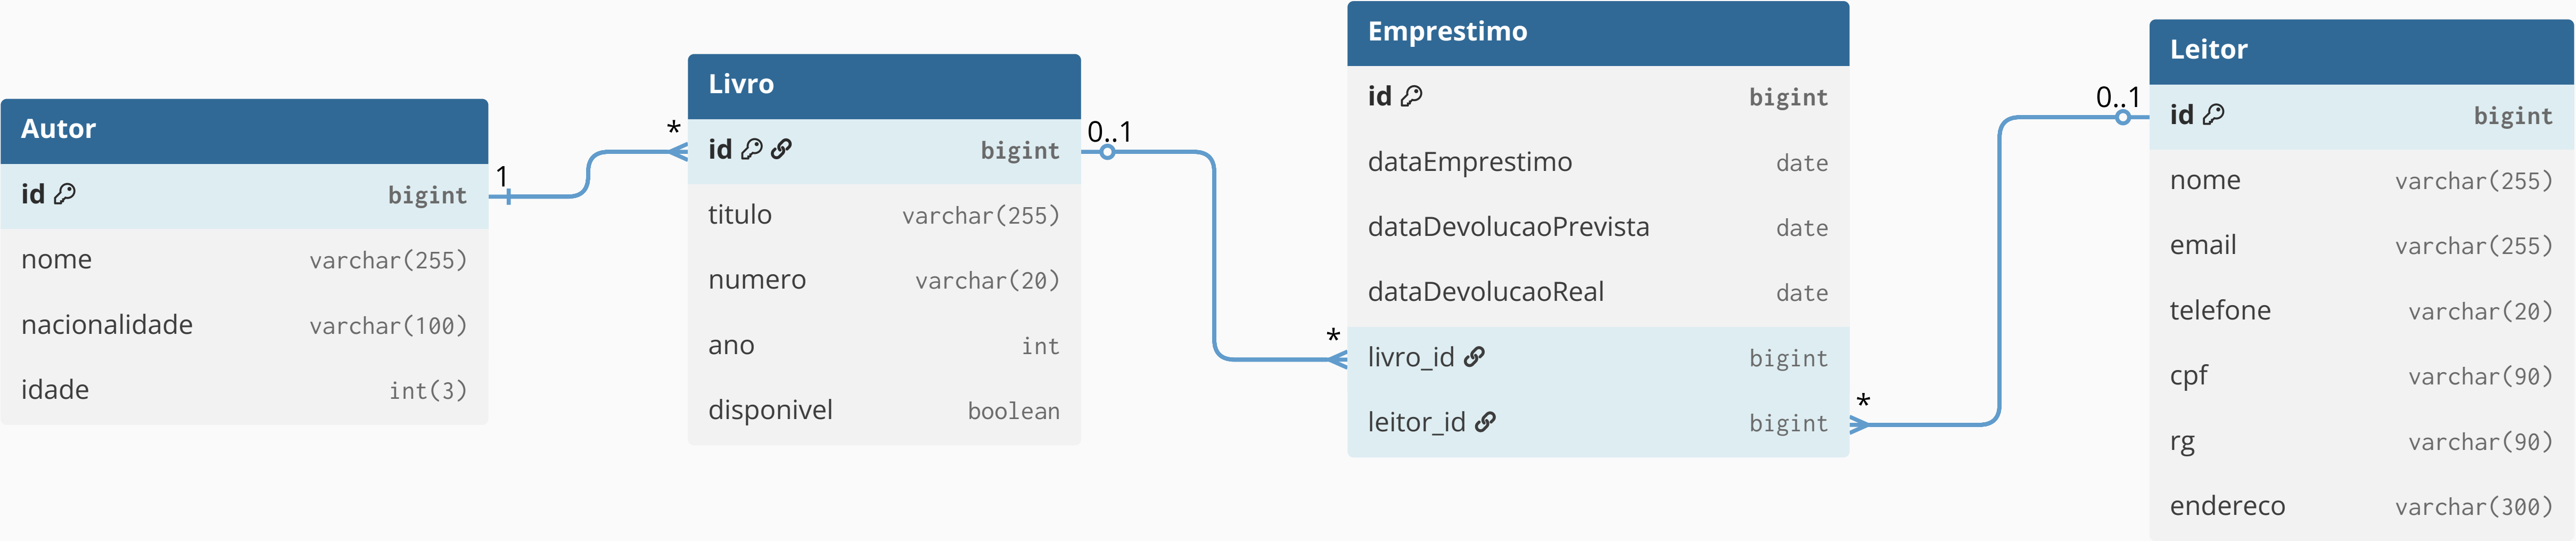 Autor
id bigint
nome varchar(255)
nacionalidade varchar(100)
idade int(3)
1
*
Livro
id bigint
titulo varchar(255)
numero varchar(20)
ano int
disponivel boolean
0..1
*
Emprestimo
id bigint
dataEmprestimo date
dataDevolucaoPrevista date
dataDevolucaoReal date
livro_id bigint
leitor_id bigint
*
0..1
Leitor
id bigint
nome varchar(255)
email varchar(255)
telefone varchar(20)
cpf varchar(90)
rg varchar(90)
endereco varchar(300)